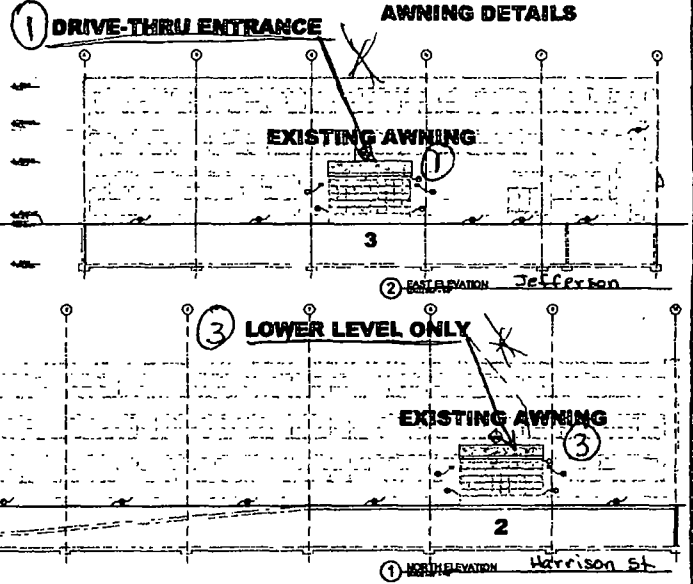 AWNING DETAILS
1 DRIVE-THRU ENTRANCE
EXISTING AWNING
1
3
2 EAST ELEVATION Jefferson
3 LOWER LEVEL ONLY
EXISTING AWNING
3
2
1 NORTH ELEVATION Harrison St